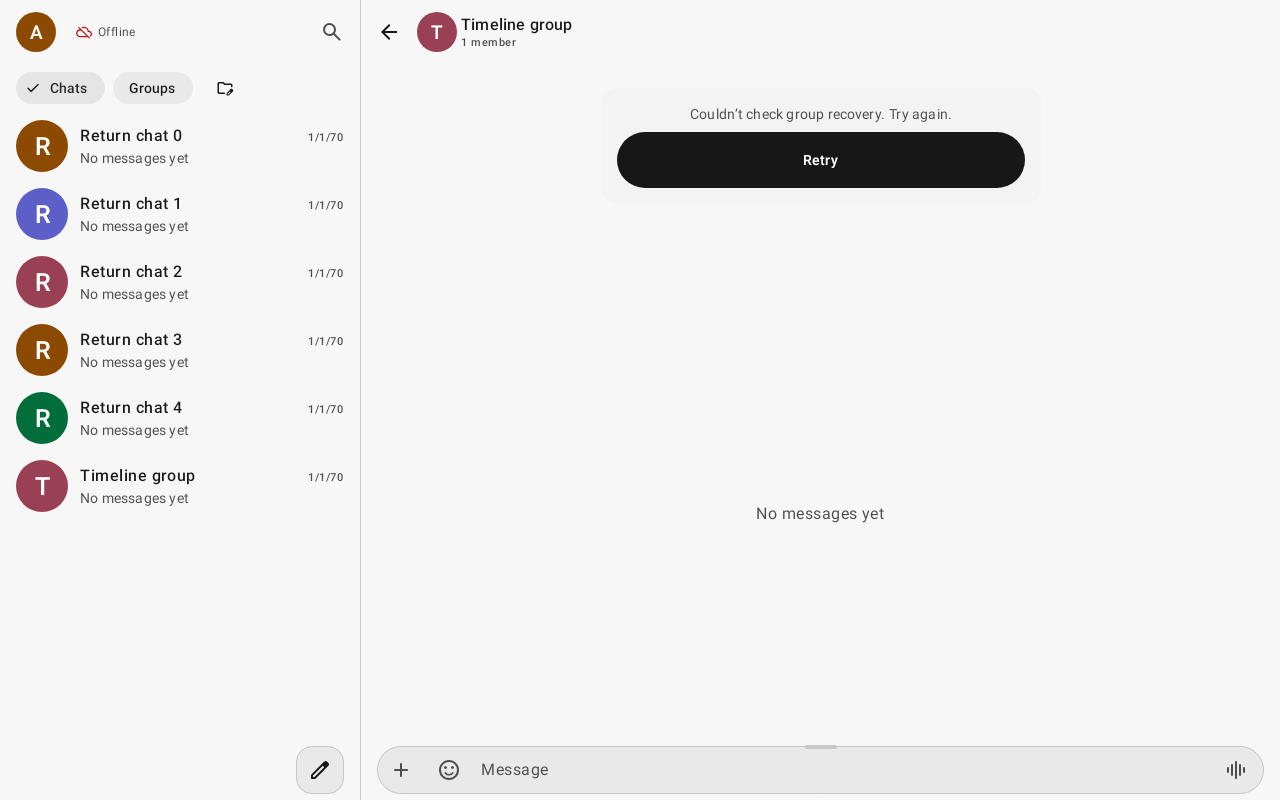 A
Offline
Chats
Groups
R
Return chat 0
1/1/70
No messages yet
R
Return chat 1
1/1/70
No messages yet
R
Return chat 2
1/1/70
No messages yet
R
Return chat 3
1/1/70
No messages yet
R
Return chat 4
1/1/70
No messages yet
T
Timeline group
1/1/70
No messages yet
T
Timeline group
1 member
Couldn’t check group recovery. Try again.
Retry
No messages yet
Message